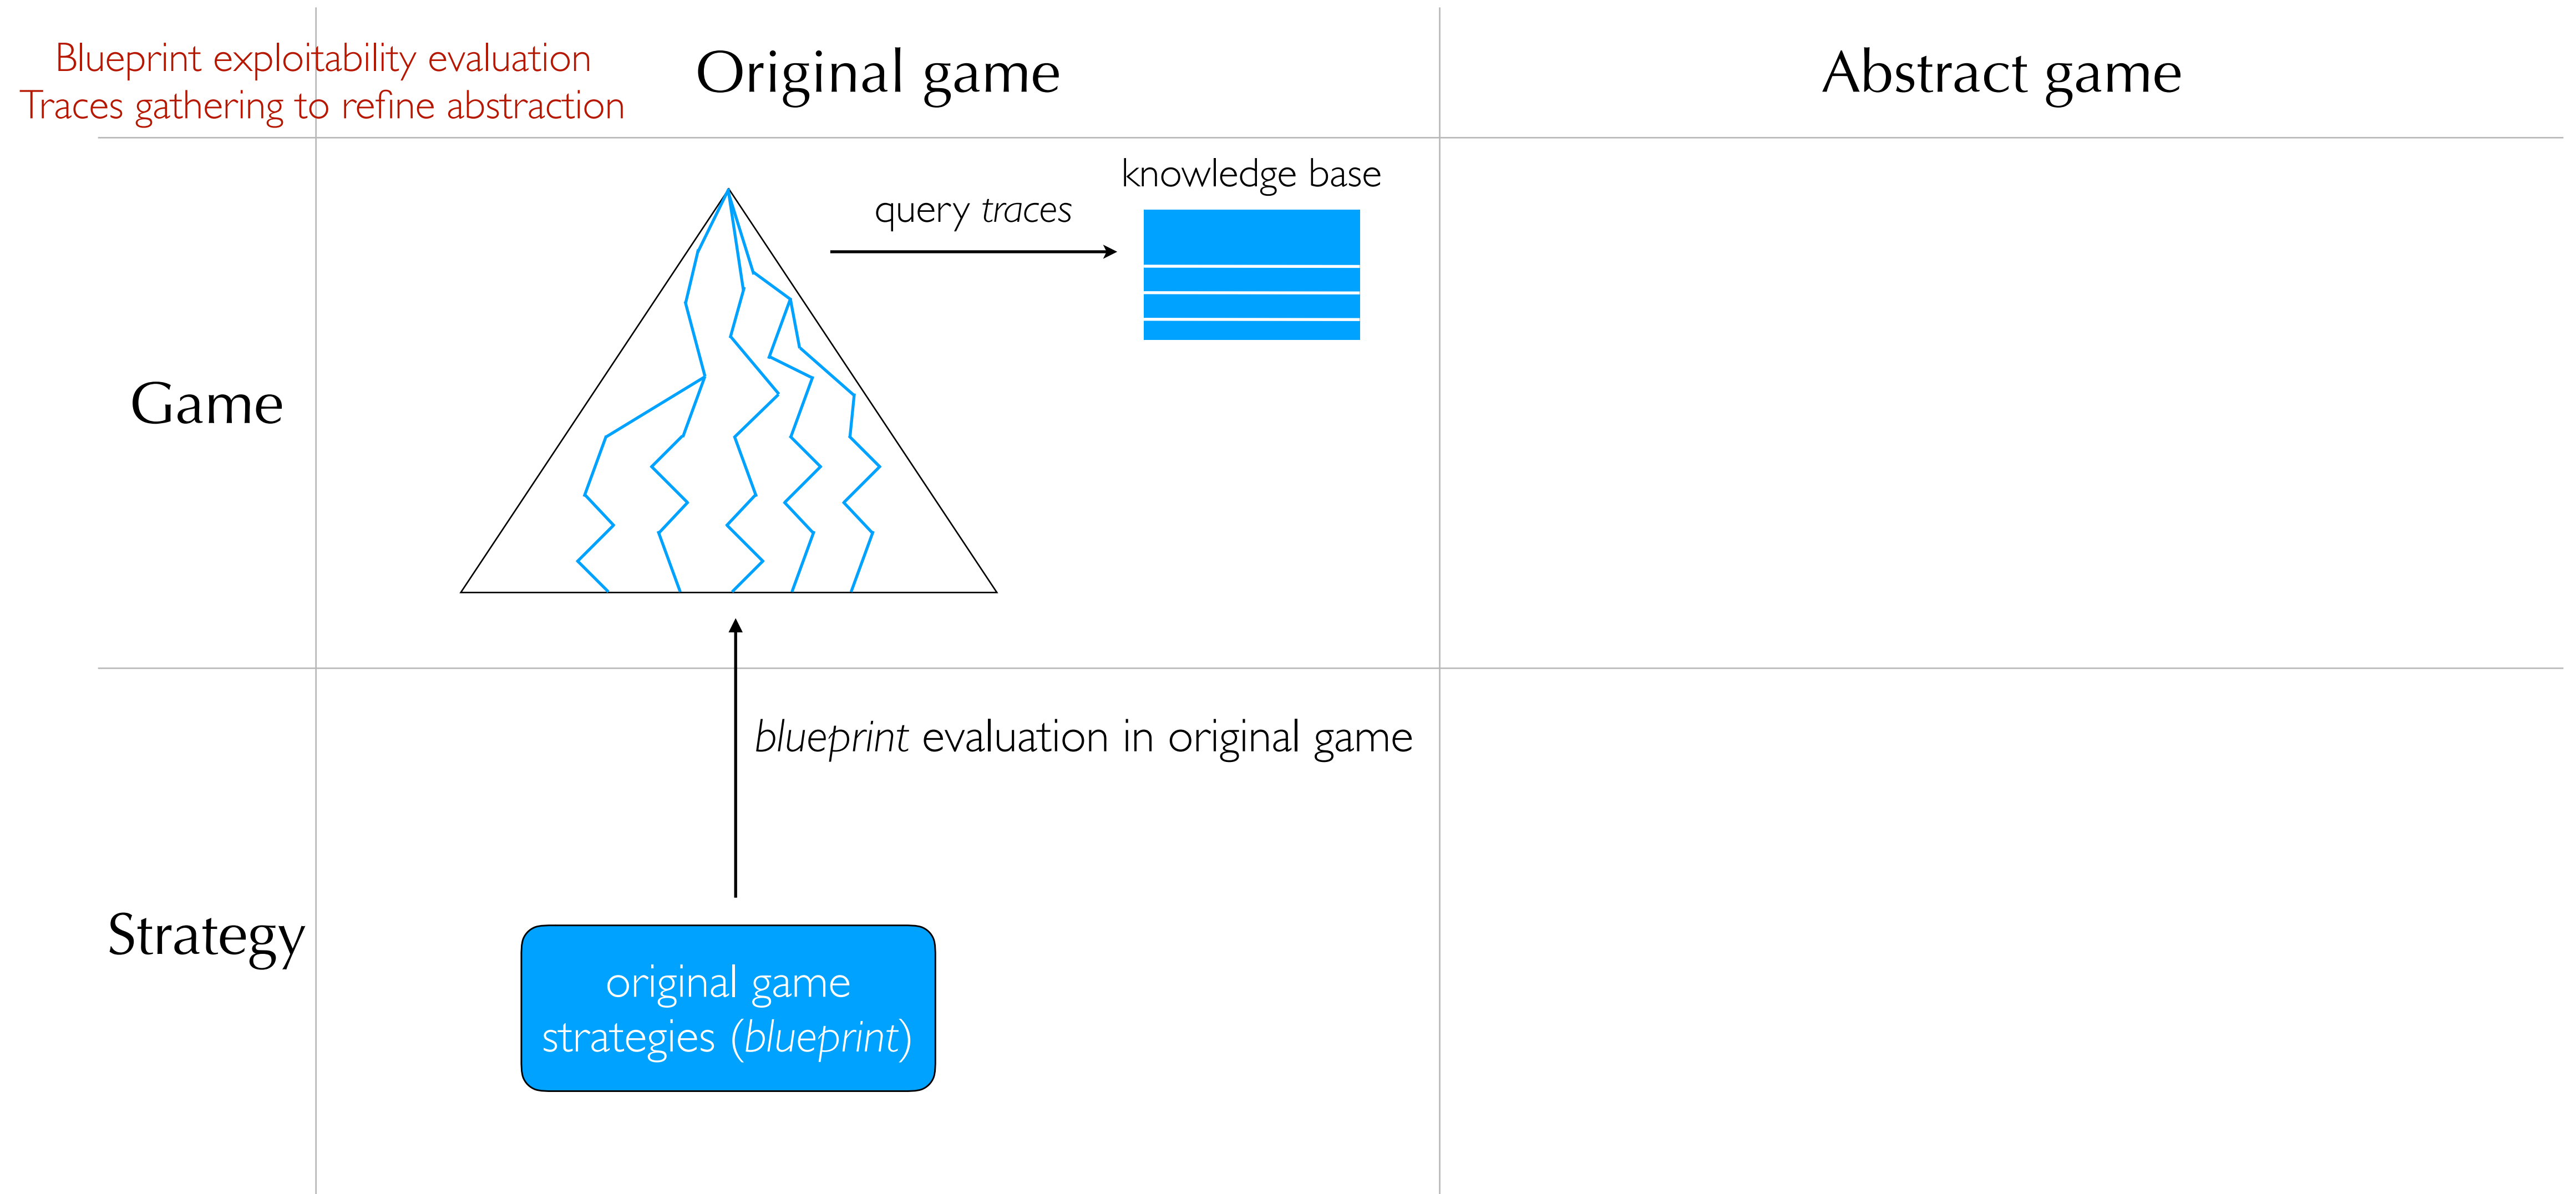 Blueprint exploitability evaluation
Traces gathering to refine abstraction
Original game
Abstract game
knowledge base
query traces
Game
blueprint evaluation in original game
Strategy
original game
strategies (blueprint)